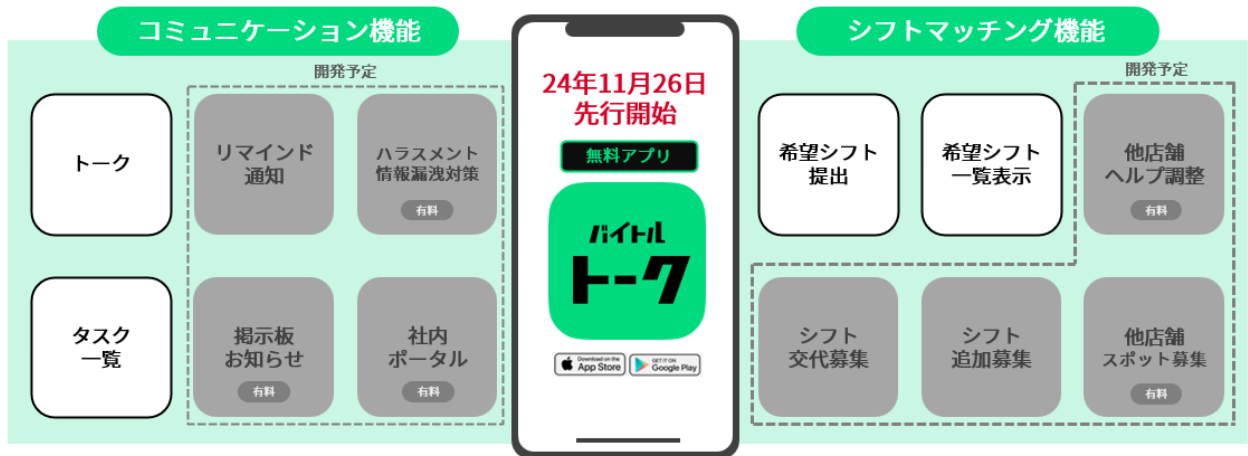 コミュニケーション機能
開発予定
トーク
リマインド
通知
ハラスメント
情報漏洩対策
有料
タスク
一覧
掲示板
お知らせ
有料
社内
ポータル
有料
24年11月26日
先行開始
無料アプリ
バイトル
トーク
Download on the
App Store
GET IT ON
Google Play
シフトマッチング機能
開発予定
希望シフト
提出
希望シフト
一覧表示
他店舗
ヘルプ調整
有料
シフト
交代募集
シフト
追加募集
他店舗
スポット募集
有料